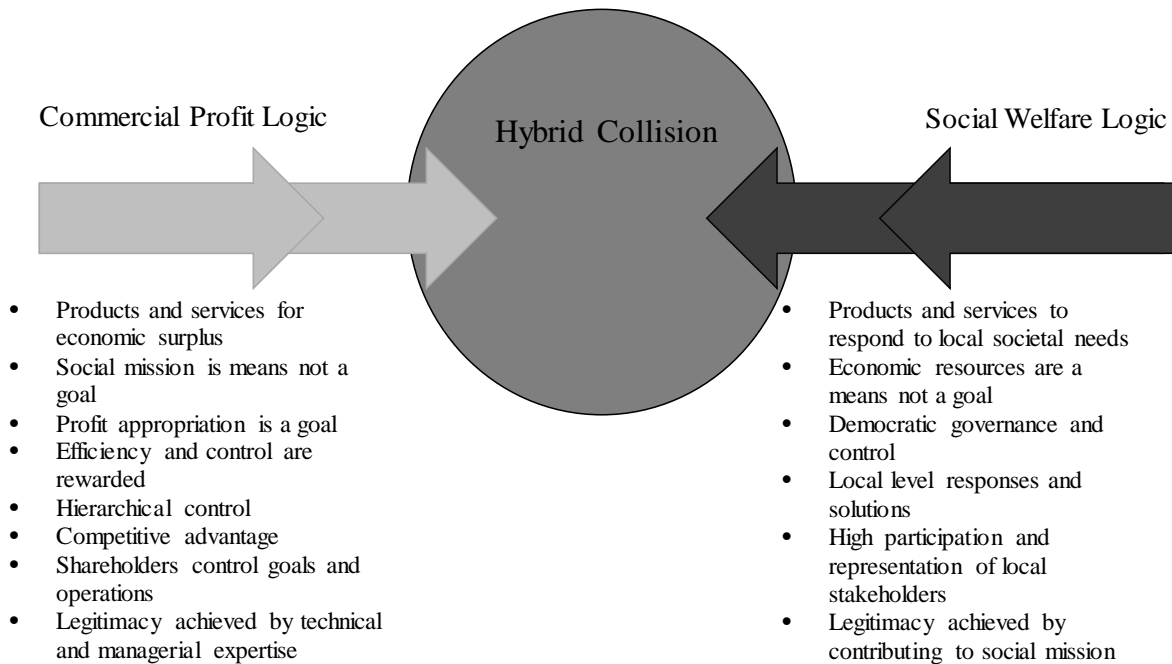 Commercial Profit Logic
Hybrid Collision
Social Welfare Logic
• Products and services for
economic surplus
• Social mission is means not a
goal
• Profit appropriation is a goal
• Efficiency and control are
rewarded
• Hierarchical control
• Competitive advantage
• Shareholders control goals and
operations
• Legitimacy achieved by technical
and managerial expertise
• Products and services to
respond to local societal needs
• Economic resources are a
means not a goal
• Democratic governance and
control
• Local level responses and
solutions
• High participation and
representation of local
stakeholders
• Legitimacy achieved by
contributing to social mission